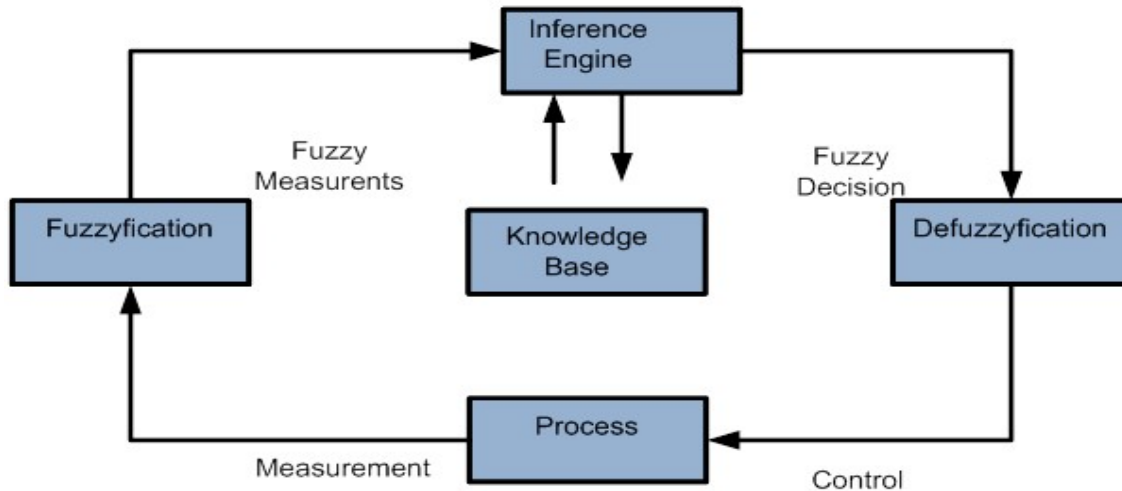 Inference
Engine
Fuzzy
Measurents
Fuzzy
Decision
Fuzzyfication
Knowledge
Base
Defuzzyfication
Process
Measurement
Control